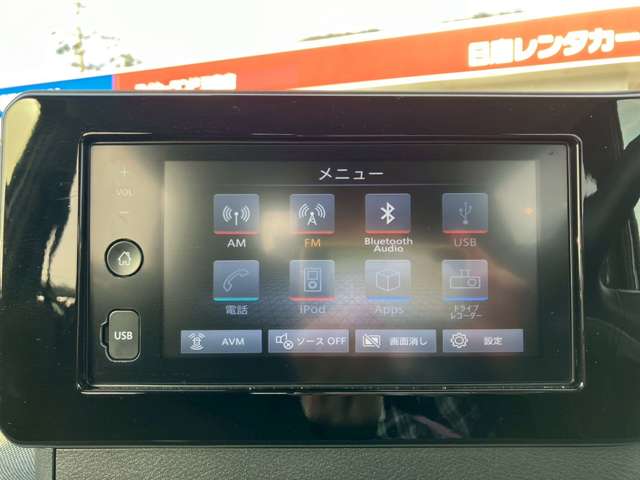 日産レンタカー
メニュー
+
VOL
−
AM
FM
Bluetooth
Audio
USB
電話
iPod
Apps
ドライブ
レコーダー
USB
AVM
ソース OFF
画面消し
設定